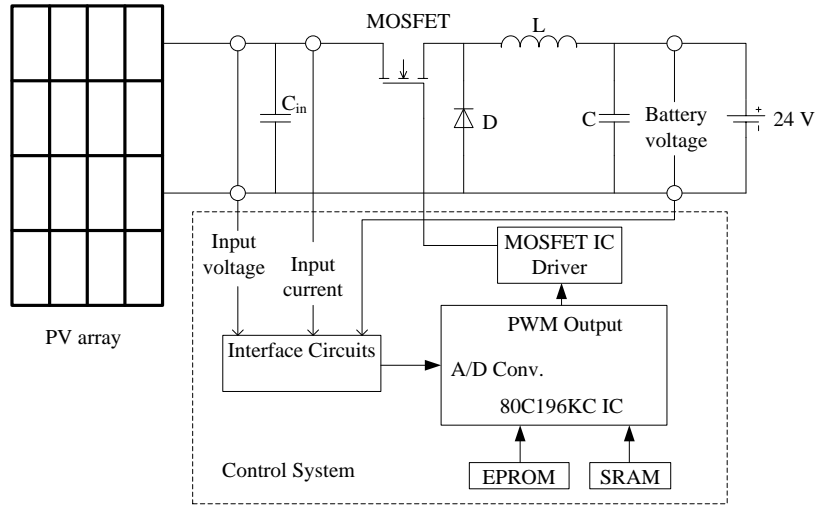 MOSFET
L
C_in
D
C
Battery
voltage
+
-
24 V
PV array
Input
voltage
Input
current
MOSFET IC
Driver
Interface Circuits
PWM Output
A/D Conv.
80C196KC IC
EPROM
SRAM
Control System